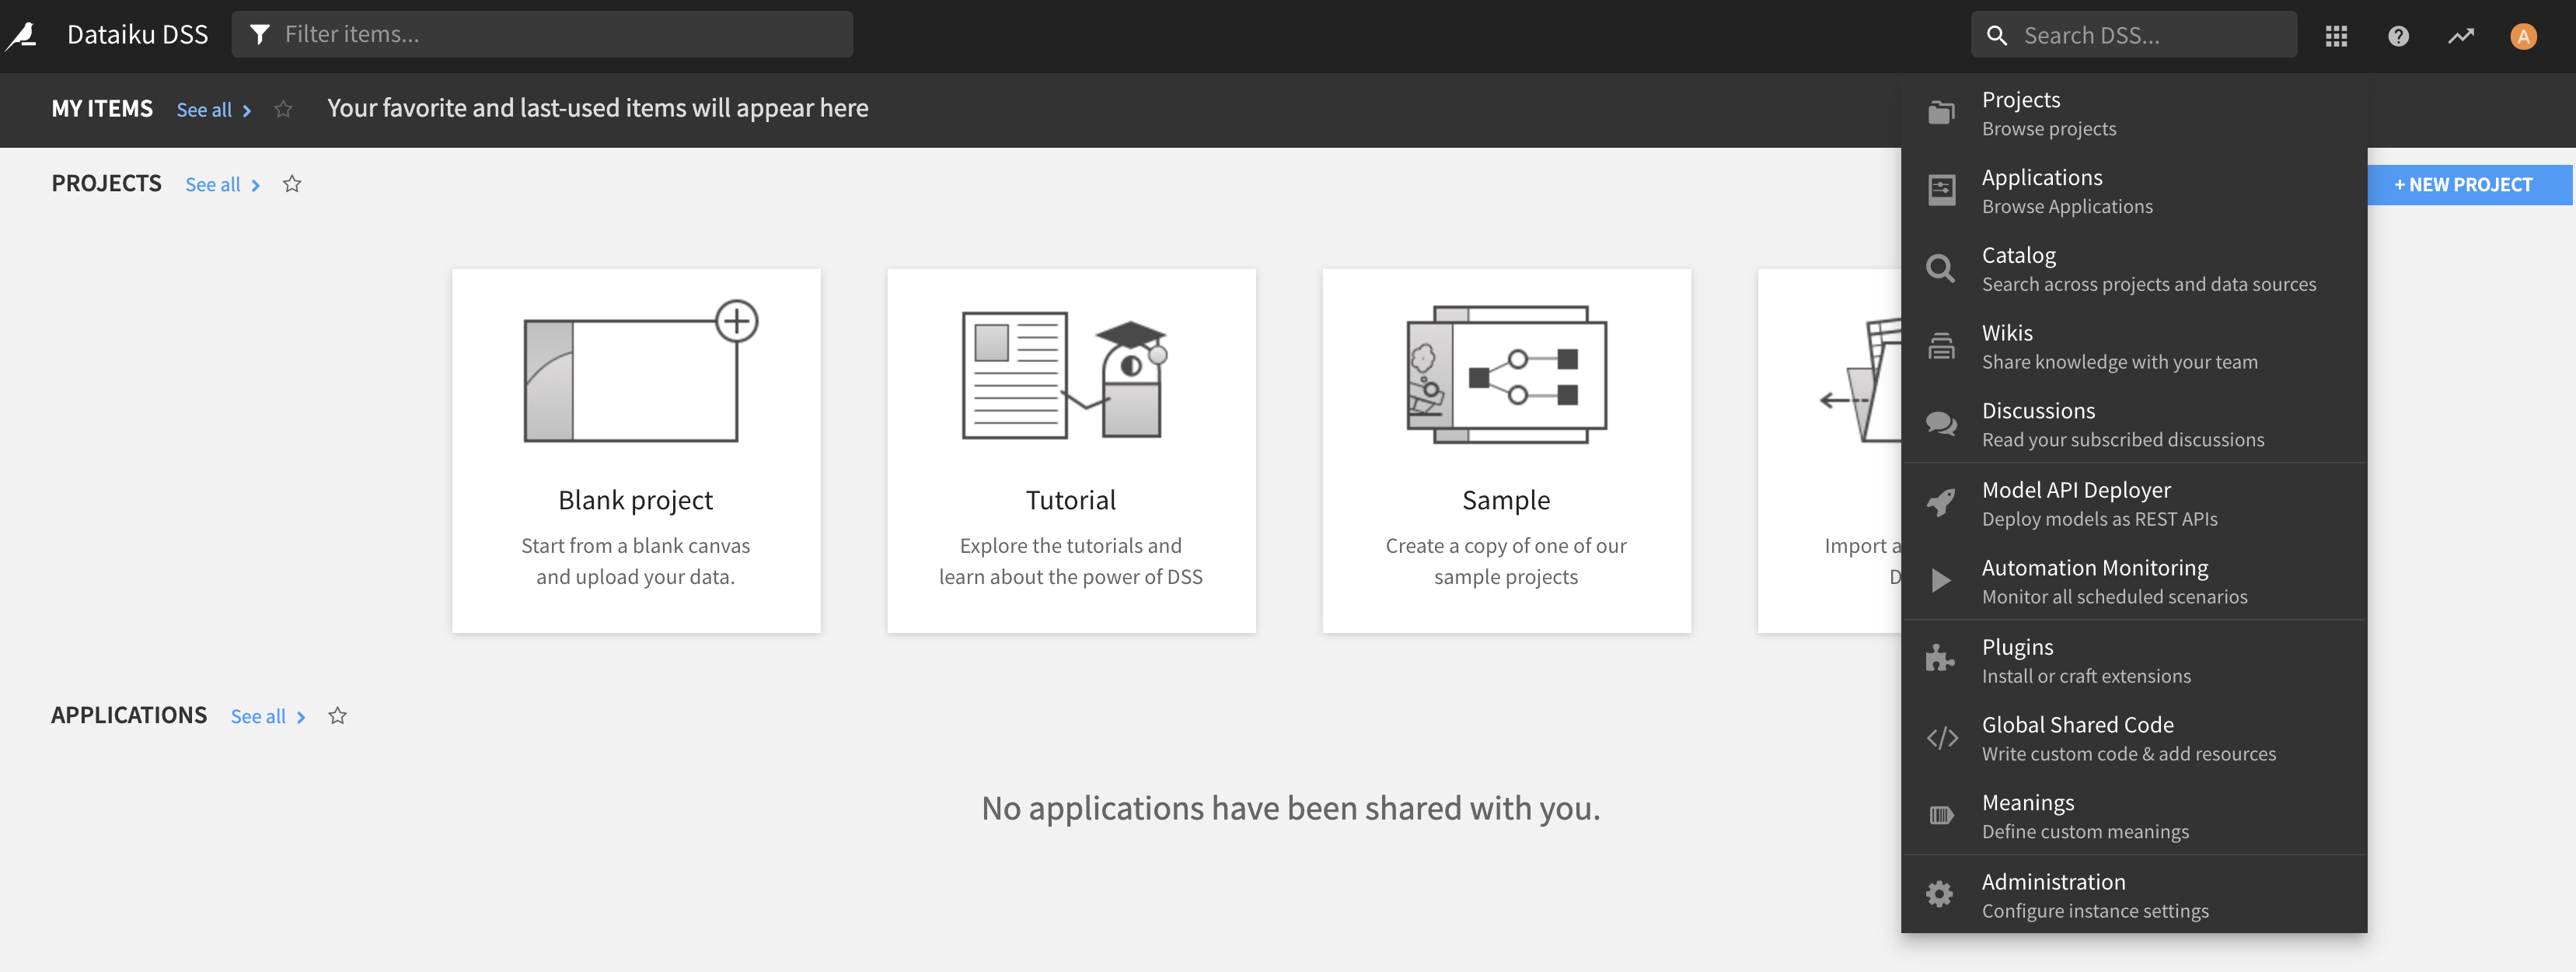 Dataiku DSS
Filter items...
Search DSS...
A
MY ITEMS
See all
Your favorite and last-used items will appear here
PROJECTS
See all
+ NEW PROJECT
Blank project
Start from a blank canvas
and upload your data.
Tutorial
Explore the tutorials and
learn about the power of DSS
Sample
Create a copy of one of our
sample projects
Import a
D
APPLICATIONS
See all
No applications have been shared with you.
Projects
Browse projects
Applications
Browse Applications
Catalog
Search across projects and data sources
Wikis
Share knowledge with your team
Discussions
Read your subscribed discussions
Model API Deployer
Deploy models as REST APIs
Automation Monitoring
Monitor all scheduled scenarios
Plugins
Install or craft extensions
Global Shared Code
Write custom code & add resources
Meanings
Define custom meanings
Administration
Configure instance settings